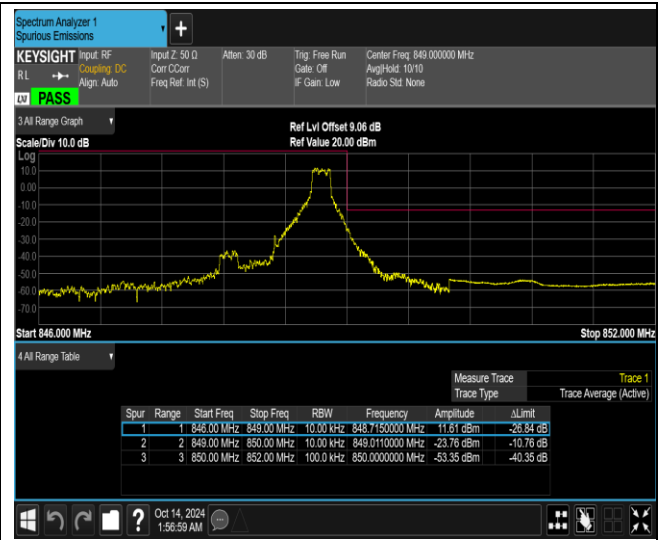 Spectrum Analyzer 1
Spurious Emissions
+
KEYSIGHT Input: RF Input Z: 50 Ω Atten: 30 dB Trig: Free Run Center Freq: 849.000000 MHz
RL Coupling: DC Corr CCorr Gate: Off Avg|Hold: 10/10
Align: Auto Freq Ref: Int (S) IF Gain: Low Radio Std: None
LXI PASS
3 All Range Graph
Ref Lvl Offset 9.06 dB
Scale/Div 10.0 dB Ref Value 20.00 dBm
Log
10.0
0.00
-10.0
-20.0
-30.0
-40.0
-50.0
-60.0
-70.0
Start 846.000 MHz Stop 852.000 MHz
4 All Range Table
Measure Trace Trace 1
Trace Type Trace Average (Active)
Spur Range Start Freq Stop Freq RBW Frequency Amplitude ΔLimit
1 1 846.00 MHz 849.00 MHz 10.00 kHz 848.7150000 MHz 11.61 dBm -26.84 dB
2 2 849.00 MHz 850.00 MHz 10.00 kHz 849.0110000 MHz -23.76 dBm -10.76 dB
3 3 850.00 MHz 852.00 MHz 100.0 kHz 850.0000000 MHz -53.35 dBm -40.35 dB
? Oct 14, 2024
1:56:59 AM